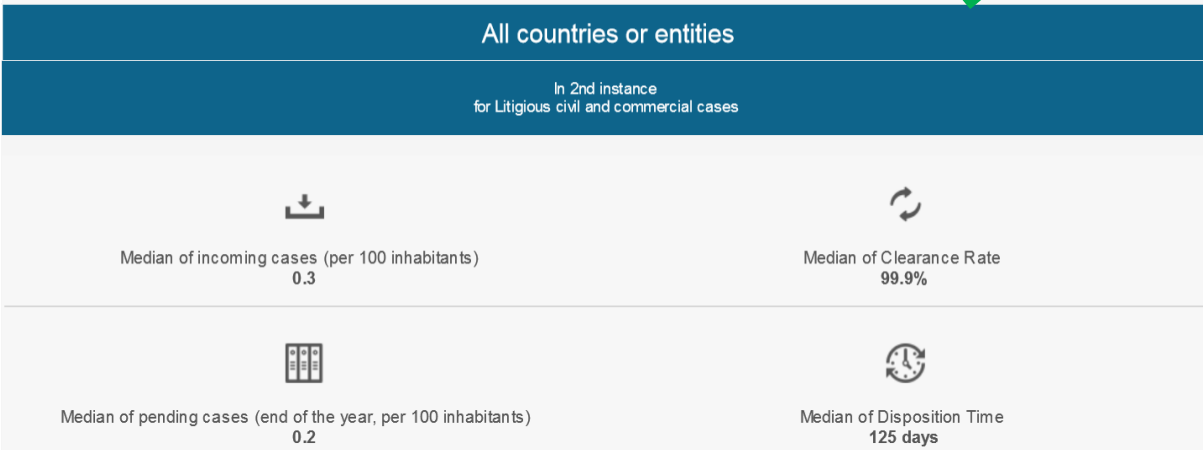 All countries or entities
In 2nd instance
for Litigious civil and commercial cases
Median of incoming cases (per 100 inhabitants)
0.3
Median of Clearance Rate
99.9%
Median of pending cases (end of the year, per 100 inhabitants)
0.2
Median of Disposition Time
125 days